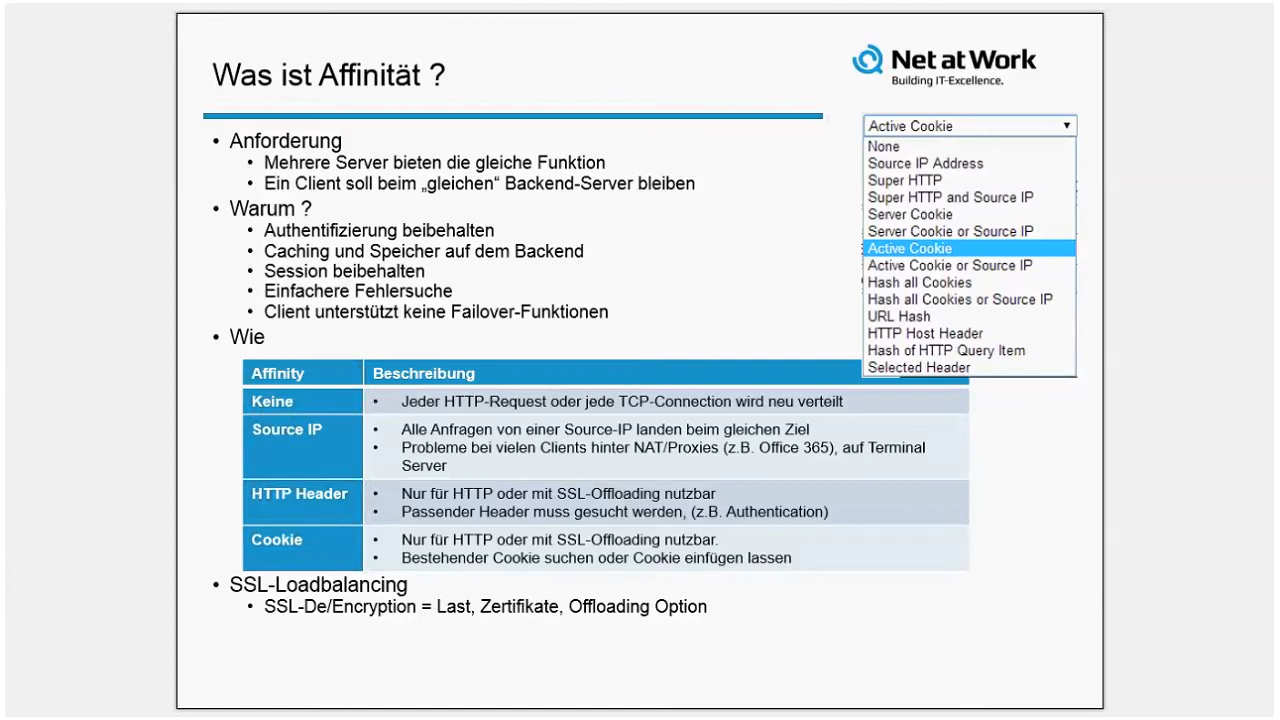 Was ist Affinität ?
Net at Work
Building IT-Excellence.
• Anforderung
• Mehrere Server bieten die gleiche Funktion
• Ein Client soll beim „gleichen“ Backend-Server bleiben
• Warum ?
• Authentifizierung beibehalten
• Caching und Speicher auf dem Backend
• Session beibehalten
• Einfachere Fehlersuche
• Client unterstützt keine Failover-Funktionen
• Wie
Active Cookie
None
Source IP Address
Super HTTP
Super HTTP and Source IP
Server Cookie
Server Cookie or Source IP
Active Cookie
Active Cookie or Source IP
Hash all Cookies
Hash all Cookies or Source IP
URL Hash
HTTP Host Header
Hash of HTTP Query Item
Selected Header
Affinity Beschreibung
Keine • Jeder HTTP-Request oder jede TCP-Connection wird neu verteilt
Source IP • Alle Anfragen von einer Source-IP landen beim gleichen Ziel
• Probleme bei vielen Clients hinter NAT/Proxies (z.B. Office 365), auf Terminal
Server
HTTP Header • Nur für HTTP oder mit SSL-Offloading nutzbar
• Passender Header muss gesucht werden, (z.B. Authentication)
Cookie • Nur für HTTP oder mit SSL-Offloading nutzbar.
• Bestehender Cookie suchen oder Cookie einfügen lassen
• SSL-Loadbalancing
• SSL-De/Encryption = Last, Zertifikate, Offloading Option